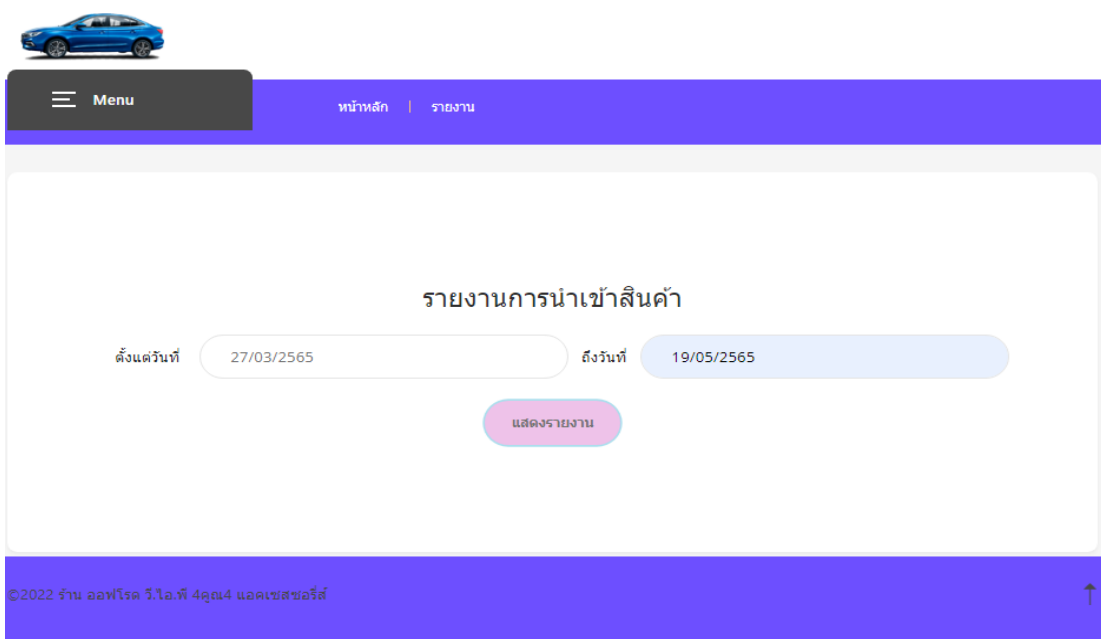 Menu
หน้าหลัก | รายงาน
รายงานการนำเข้าสินค้า
ตั้งแต่วันที่ 27/03/2565 ถึงวันที่ 19/05/2565
แสดงรายงาน
©2022 ร้าน ออฟโรด วี.ไอ.พี 4คูณ4 แอคเซสซอรี่ส์